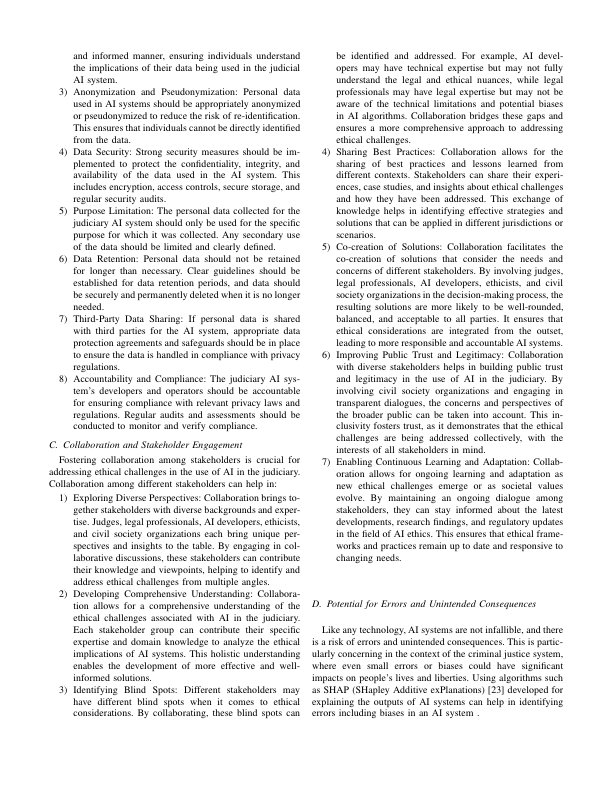 and informed manner, ensuring individuals understand
the implications of their data being used in the judicial
AI system.
3) Anonymization and Pseudonymization: Personal data
used in AI systems should be appropriately anonymized
or pseudonymized to reduce the risk of re-identification.
This ensures that individuals cannot be directly identified
from the data.
4) Data Security: Strong security measures should be im-
plemented to protect the confidentiality, integrity, and
availability of the data used in the AI system. This
includes encryption, access controls, secure storage, and
regular security audits.
5) Purpose Limitation: The personal data collected for the
judiciary AI system should only be used for the specific
purpose for which it was collected. Any secondary use
of the data should be limited and clearly defined.
6) Data Retention: Personal data should not be retained
for longer than necessary. Clear guidelines should be
established for data retention periods, and data should
be securely and permanently deleted when it is no longer
needed.
7) Third-Party Data Sharing: If personal data is shared
with third parties for the AI system, appropriate data
protection agreements and safeguards should be in place
to ensure the data is handled in compliance with privacy
regulations.
8) Accountability and Compliance: The judiciary AI sys-
tem's developers and operators should be accountable
for ensuring compliance with relevant privacy laws and
regulations. Regular audits and assessments should be
conducted to monitor and verify compliance.
C. Collaboration and Stakeholder Engagement
Fostering collaboration among stakeholders is crucial for
addressing ethical challenges in the use of AI in the judiciary.
Collaboration among different stakeholders can help in:
1) Exploring Diverse Perspectives: Collaboration brings to-
gether stakeholders with diverse backgrounds and exper-
tise. Judges, legal professionals, AI developers, ethicists,
and civil society organizations each bring unique per-
spectives and insights to the table. By engaging in col-
laborative discussions, these stakeholders can contribute
their knowledge and viewpoints, helping to identify and
address ethical challenges from multiple angles.
2) Developing Comprehensive Understanding: Collabora-
tion allows for a comprehensive understanding of the
ethical challenges associated with AI in the judiciary.
Each stakeholder group can contribute their specific
expertise and domain knowledge to analyze the ethical
implications of AI systems. This holistic understanding
enables the development of more effective and well-
informed solutions.
3) Identifying Blind Spots: Different stakeholders may
have different blind spots when it comes to ethical
considerations. By collaborating, these blind spots can
be identified and addressed. For example, AI devel-
opers may have technical expertise but may not fully
understand the legal and ethical nuances, while legal
professionals may have legal expertise but may not be
aware of the technical limitations and potential biases
in AI algorithms. Collaboration bridges these gaps and
ensures a more comprehensive approach to addressing
ethical challenges.
4) Sharing Best Practices: Collaboration allows for the
sharing of best practices and lessons learned from
different contexts. Stakeholders can share their experi-
ences, case studies, and insights about ethical challenges
and how they have been addressed. This exchange of
knowledge helps in identifying effective strategies and
solutions that can be applied in different jurisdictions or
scenarios.
5) Co-creation of Solutions: Collaboration facilitates the
co-creation of solutions that consider the needs and
concerns of different stakeholders. By involving judges,
legal professionals, AI developers, ethicists, and civil
society organizations in the decision-making process, the
resulting solutions are more likely to be well-rounded,
balanced, and acceptable to all parties. It ensures that
ethical considerations are integrated from the outset,
leading to more responsible and accountable AI systems.
6) Improving Public Trust and Legitimacy: Collaboration
with diverse stakeholders helps in building public trust
and legitimacy in the use of AI in the judiciary. By
involving civil society organizations and engaging in
transparent dialogues, the concerns and perspectives of
the broader public can be taken into account. This in-
clusivity fosters trust, as it demonstrates that the ethical
challenges are being addressed collectively, with the
interests of all stakeholders in mind.
7) Enabling Continuous Learning and Adaptation: Collab-
oration allows for ongoing learning and adaptation as
new ethical challenges emerge or as societal values
evolve. By maintaining an ongoing dialogue among
stakeholders, they can stay informed about the latest
developments, research findings, and regulatory updates
in the field of AI ethics. This ensures that ethical frame-
works and practices remain up to date and responsive to
changing needs.
D. Potential for Errors and Unintended Consequences
Like any technology, AI systems are not infallible, and there
is a risk of errors and unintended consequences. This is partic-
ularly concerning in the context of the criminal justice system,
where even small errors or biases could have significant
impacts on people's lives and liberties. Using algorithms such
as SHAP (SHapley Additive exPlanations) [23] developed for
explaining the outputs of AI systems can help in identifying
errors including biases in an AI system .